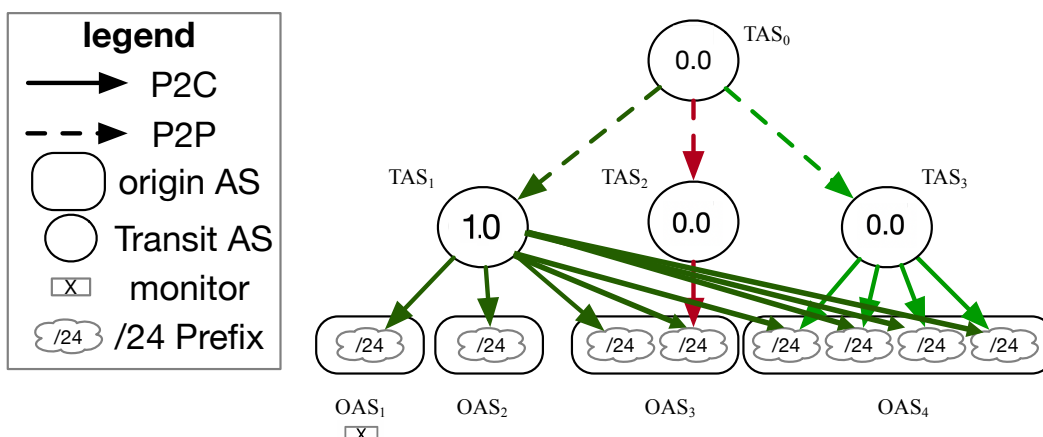 legend
P2C
P2P
origin AS
Transit AS
X monitor
/24 /24 Prefix
TAS₀
0.0
TAS₁ TAS₂ TAS₃
1.0 0.0 0.0
/24 /24 /24 /24 /24 /24 /24 /24
OAS₁ OAS₂ OAS₃ OAS₄
X